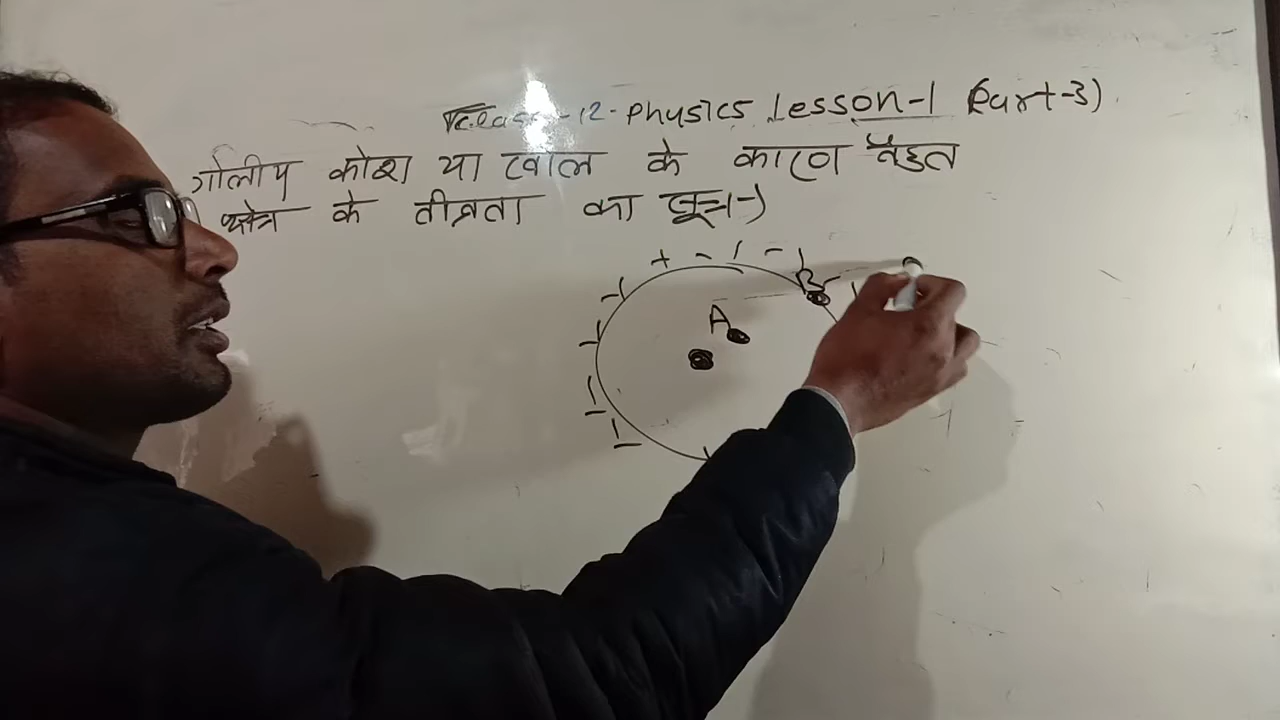 Class-12-Physics Lesson-1 (Part-3)
गोलीय कोश या खोल के कारण वैद्युत
क्षेत्र के तीव्रता का सूत्र:-)
+ - - -
B
A